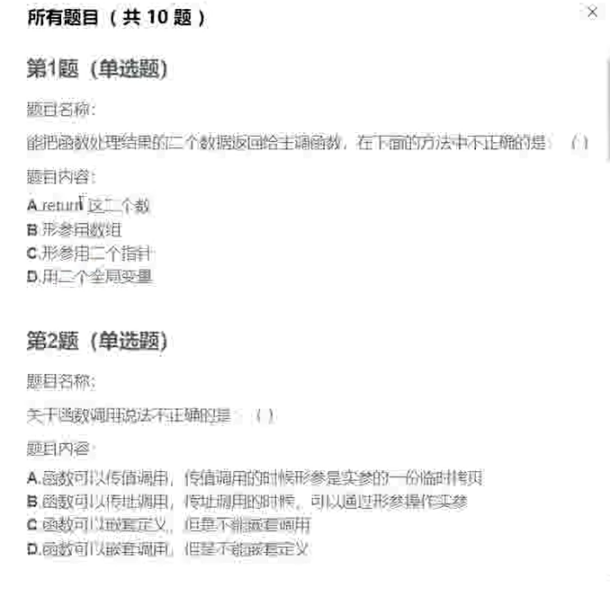 所有题目 ( 共 10 题 )
第1题 (单选题)
题目名称:
能把函数处理结果的二个数据返回给主调函数，在下面的方法中不正确的是: ( )
题目内容:
A.return 这二个数
B.形参用数组
C.形参用二个指针
D.用二个全局变量
第2题 (单选题)
题目名称:
关于函数调用说法不正确的是: ( )
题目内容:
A.函数可以传值调用，传值调用的时候形参是实参的一份临时拷贝
B.函数可以传址调用，传址调用的时候，可以通过形参操作实参
C.函数可以嵌套定义，但是不能嵌套调用
D.函数可以嵌套调用，但是不能嵌套定义